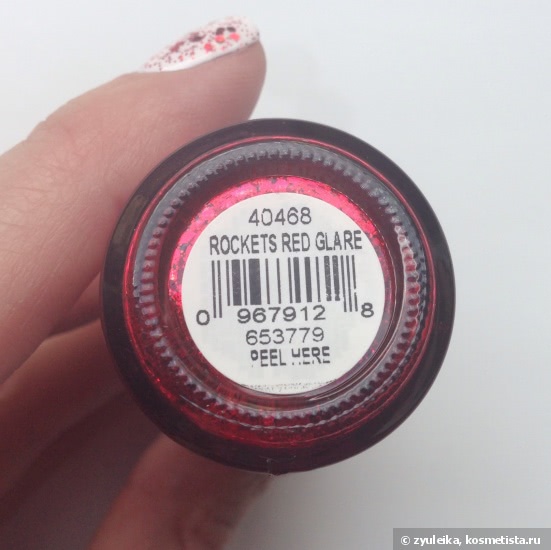 40468
ROCKETS RED GLARE
0 967912 8
653779
PEEL HERE
© zyuleika, kosmetista.ru